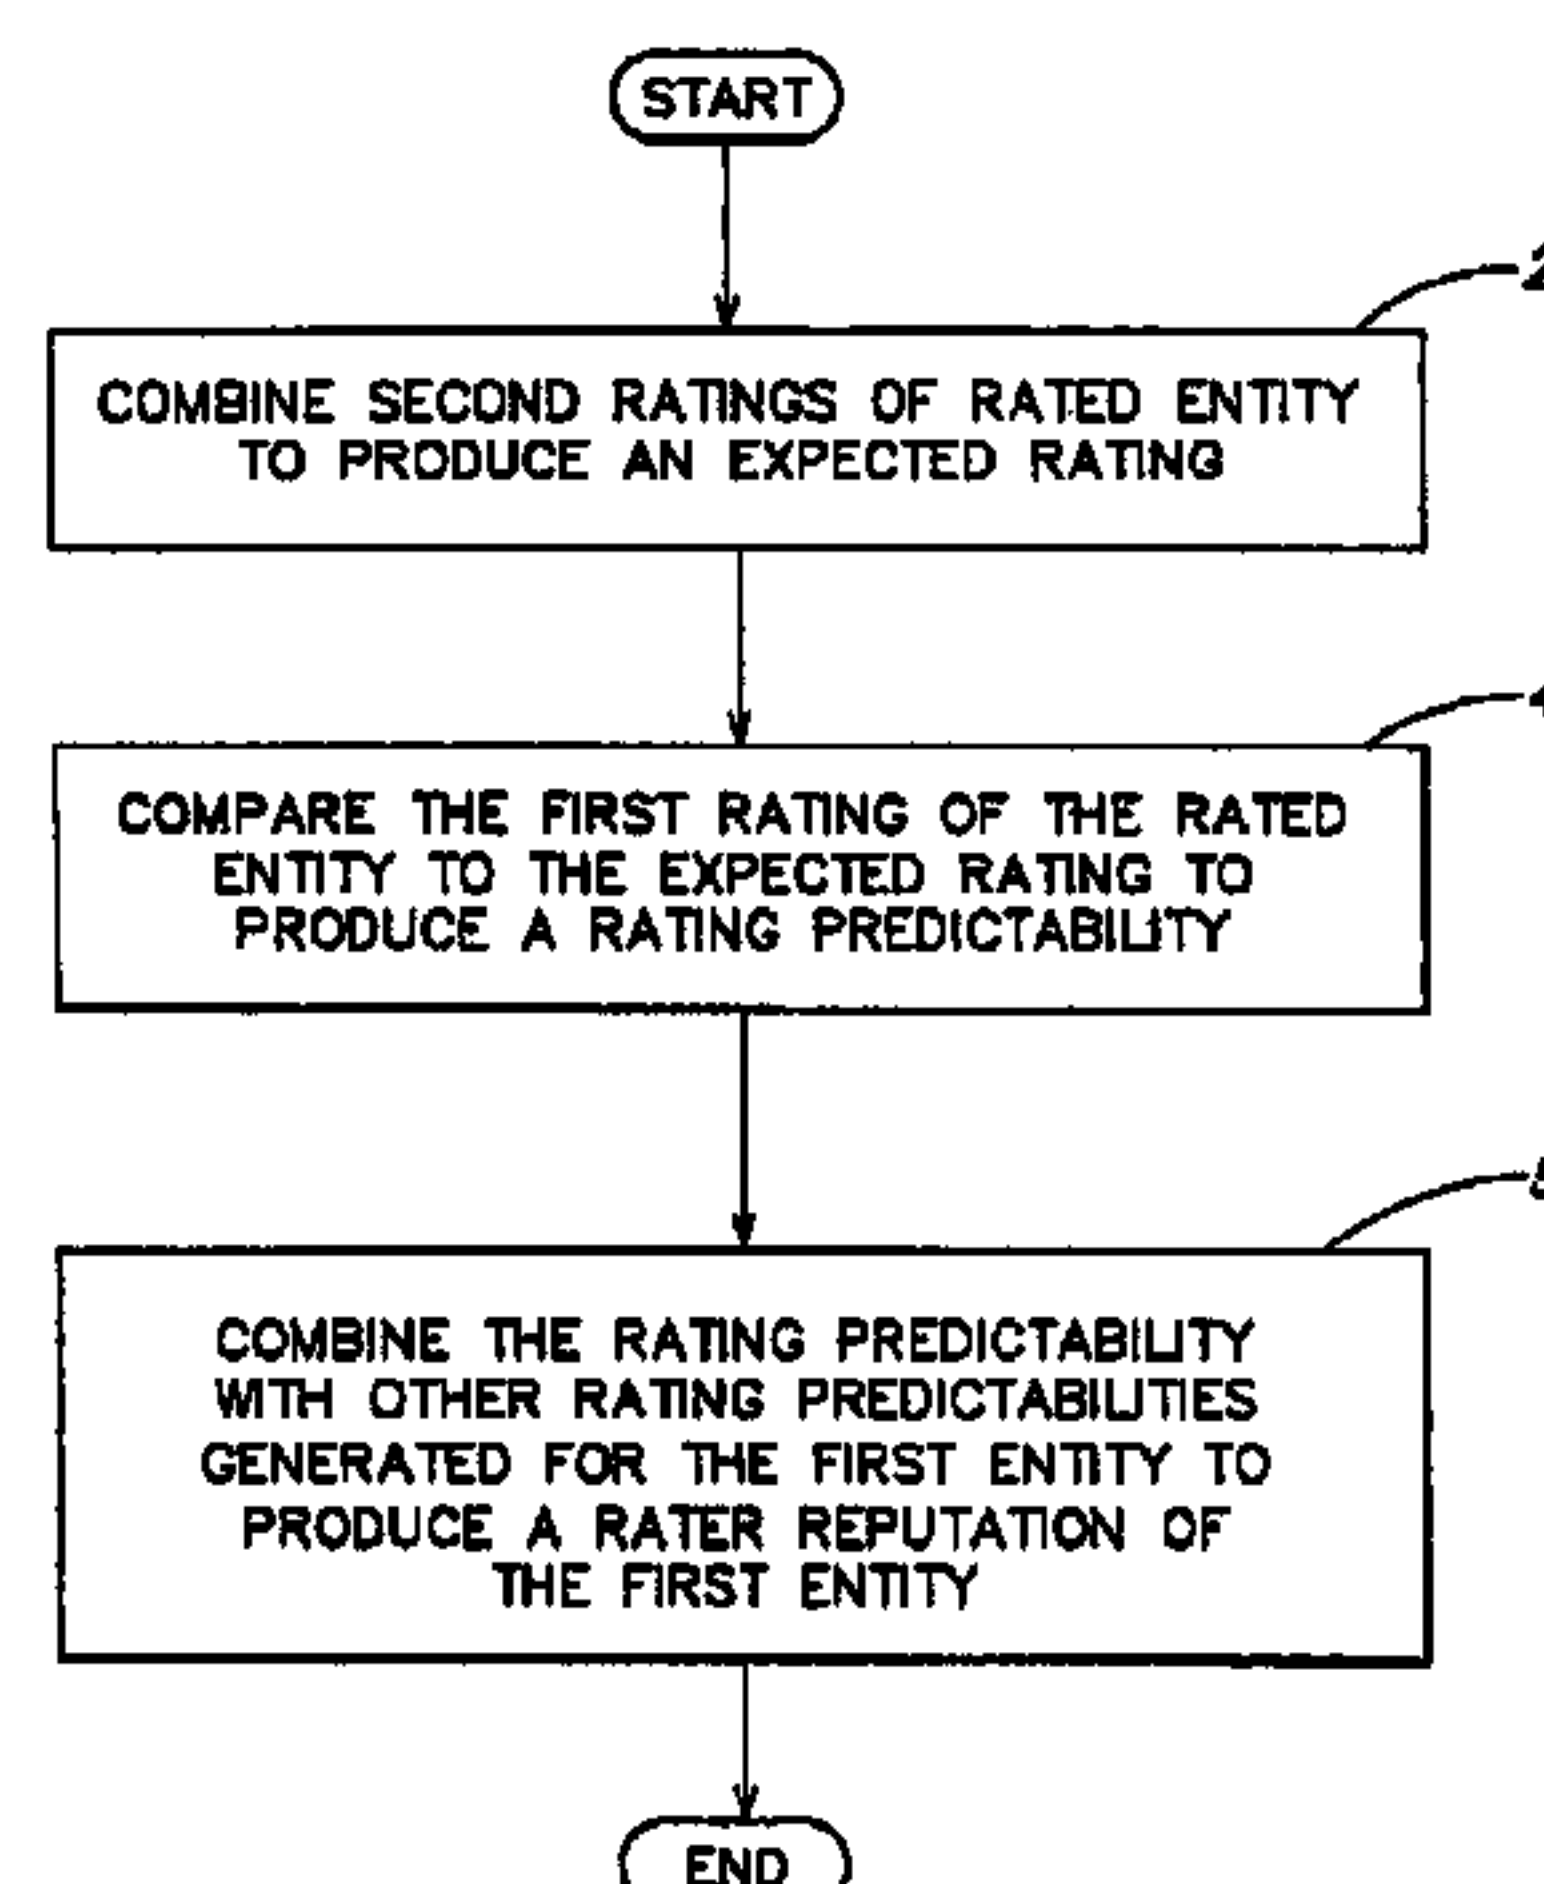 START
COMBINE SECOND RATINGS OF RATED ENTITY
TO PRODUCE AN EXPECTED RATING
COMPARE THE FIRST RATING OF THE RATED
ENTITY TO THE EXPECTED RATING TO
PRODUCE A RATING PREDICTABILITY
COMBINE THE RATING PREDICTABILITY
WITH OTHER RATING PREDICTABILITIES
GENERATED FOR THE FIRST ENTITY TO
PRODUCE A RATER REPUTATION OF
THE FIRST ENTITY
END